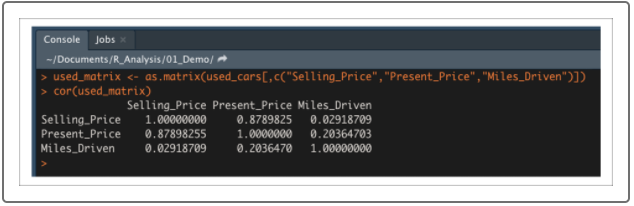 Console Jobs ×
~/Documents/R_Analysis/01_Demo/
> used_matrix <- as.matrix(used_cars[,c("Selling_Price","Present_Price","Miles_Driven")])
> cor(used_matrix)
Selling_Price Present_Price Miles_Driven
Selling_Price 1.00000000 0.8789825 0.02918709
Present_Price 0.87898255 1.0000000 0.20364703
Miles_Driven 0.02918709 0.2036470 1.00000000
>